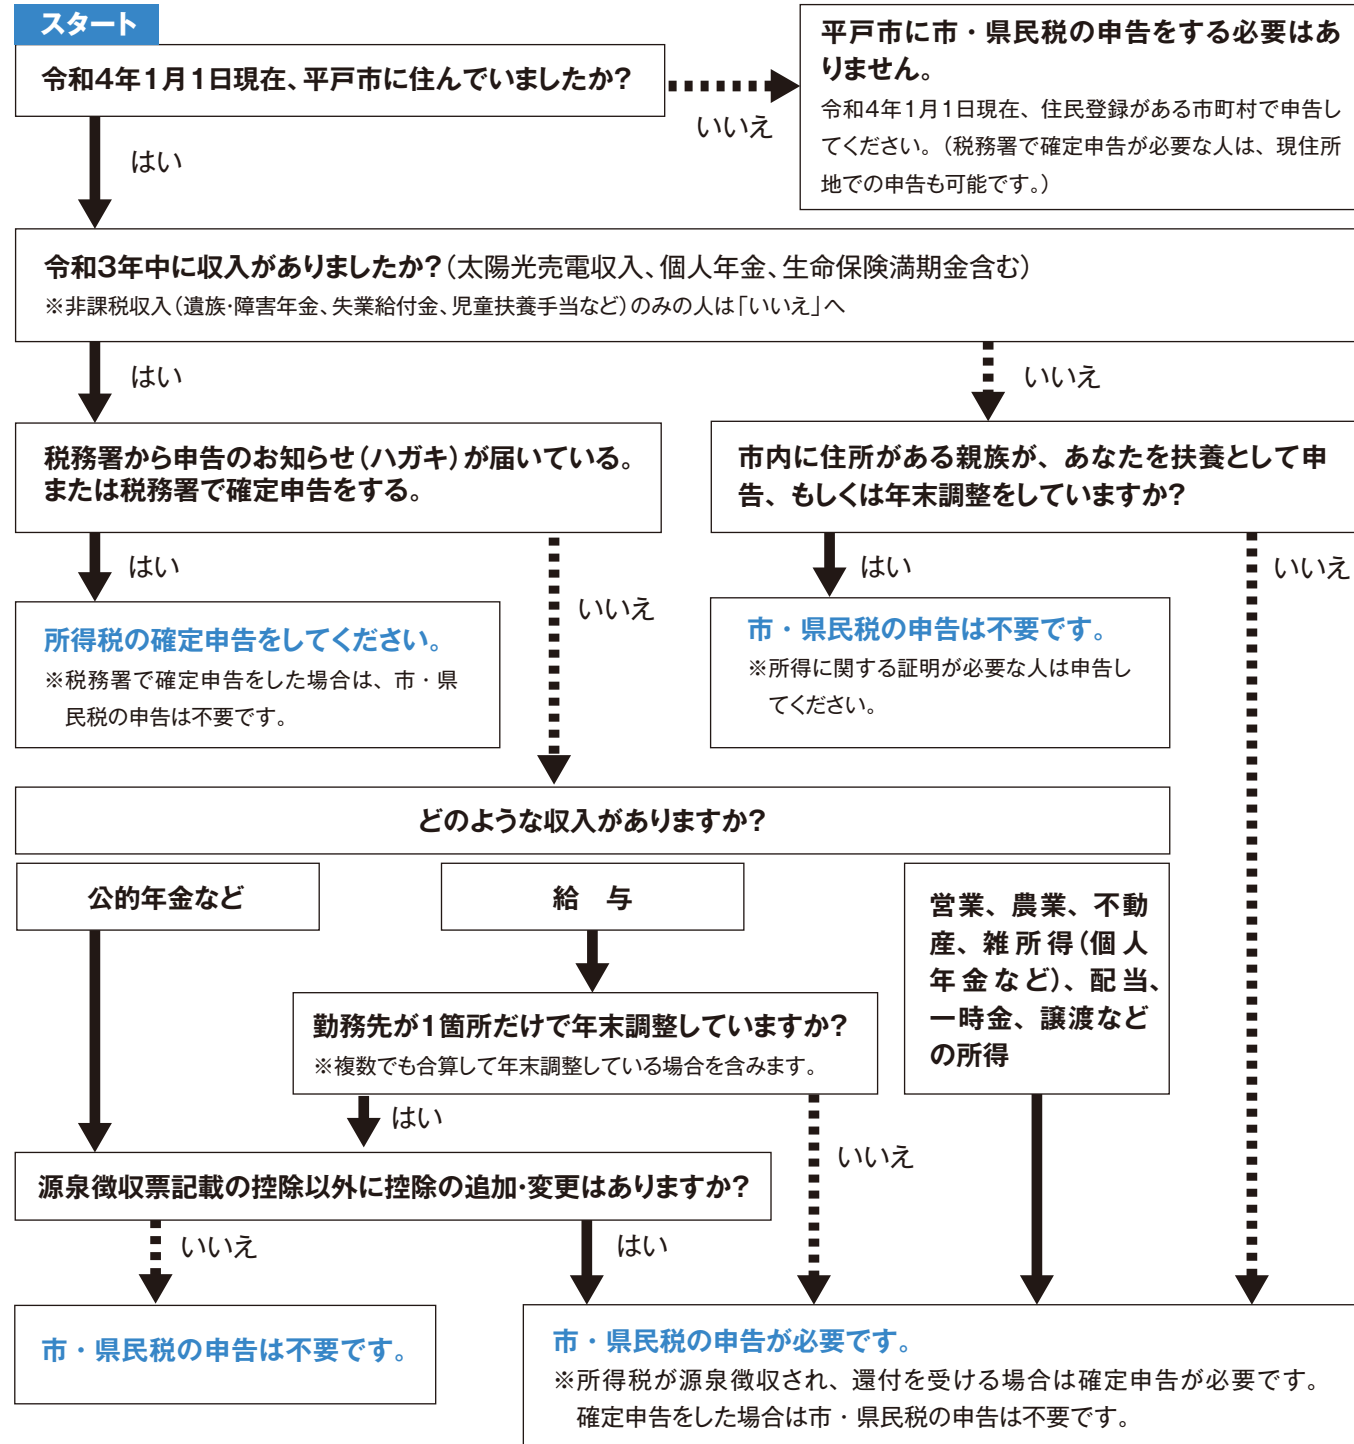 スタート
令和4年1月1日現在、平戸市に住んでいましたか?
いいえ
はい
平戸市に市・県民税の申告をする必要はあ
りません。
令和4年1月1日現在、住民登録がある市町村で申告し
てください。（税務署で確定申告が必要な人は、現住所
地での申告も可能です。）
令和3年中に収入がありましたか?（太陽光売電収入、個人年金、生命保険満期金含む）
※非課税収入（遺族・障害年金、失業給付金、児童扶養手当など）のみの人は「いいえ」へ
はい
いいえ
税務署から申告のお知らせ（ハガキ）が届いている。
または税務署で確定申告をする。
市内に住所がある親族が、あなたを扶養として申
告、もしくは年末調整をしていますか?
はい
いいえ
はい
いいえ
所得税の確定申告をしてください。
※税務署で確定申告をした場合は、市・県
民税の申告は不要です。
市・県民税の申告は不要です。
※所得に関する証明が必要な人は申告し
てください。
どのような収入がありますか?
公的年金など
給 与
営業、農業、不動
産、雑所得（個人
年金など）、配当、
一時金、譲渡など
の所得
勤務先が1箇所だけで年末調整していますか?
※複数でも合算して年末調整している場合を含みます。
はい
いいえ
源泉徴収票記載の控除以外に控除の追加・変更はありますか?
いいえ
はい
市・県民税の申告は不要です。
市・県民税の申告が必要です。
※所得税が源泉徴収され、還付を受ける場合は確定申告が必要です。
確定申告をした場合は市・県民税の申告は不要です。